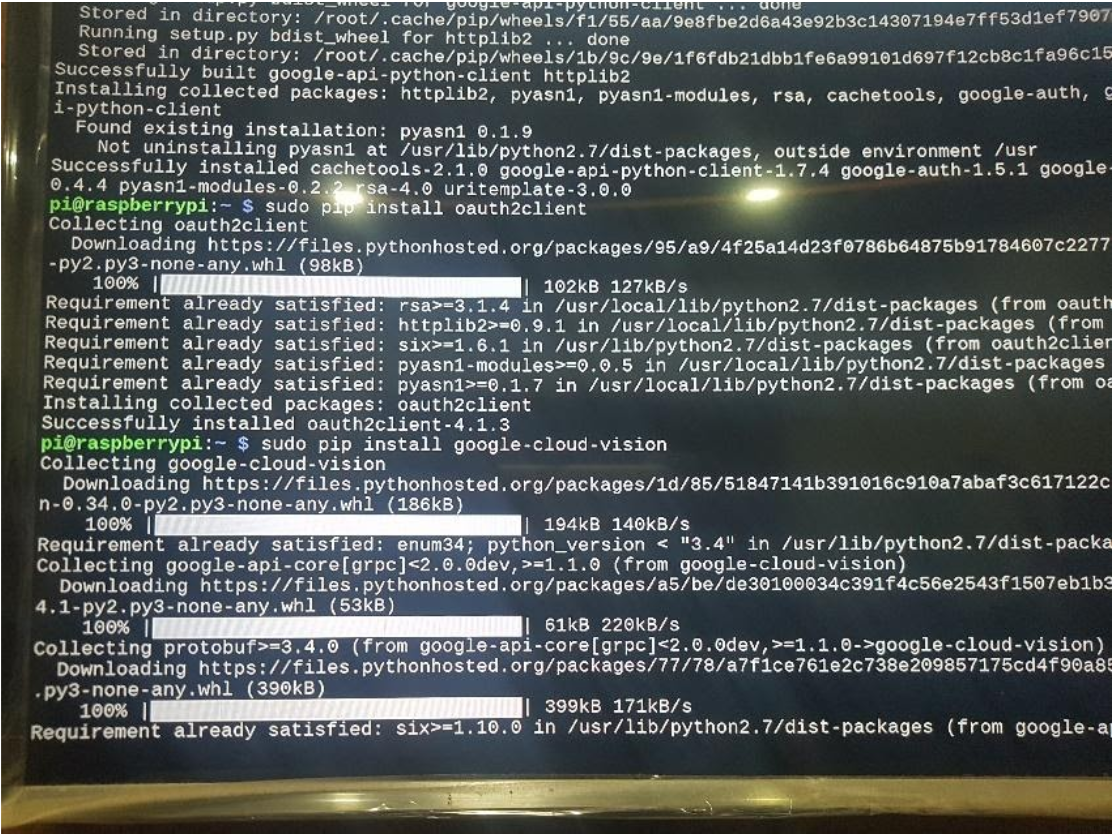 Stored in directory: /root/.cache/pip/wheels/f1/55/aa/9e8fbe2d6a43e92b3c14307194e7ff53d1ef7907
Running setup.py bdist_wheel for httplib2 ... done
Stored in directory: /root/.cache/pip/wheels/1b/9c/9e/1f6fdb21dbb1fe6a99101d697f12cb8c1fa96c15
Successfully built google-api-python-client httplib2
Installing collected packages: httplib2, pyasn1, pyasn1-modules, rsa, cachetools, google-auth, g
i-python-client
Found existing installation: pyasn1 0.1.9
Not uninstalling pyasn1 at /usr/lib/python2.7/dist-packages, outside environment /usr
Successfully installed cachetools-2.1.0 google-api-python-client-1.7.4 google-auth-1.5.1 google-
0.4.4 pyasn1-modules-0.2.2 rsa-4.0 uritemplate-3.0.0
pi@raspberrypi:~ $ sudo pip install oauth2client
Collecting oauth2client
Downloading https://files.pythonhosted.org/packages/95/a9/4f25a14d23f0786b64875b91784607c2277
-py2.py3-none-any.whl (98kB)
100% || 102kB 127kB/s
Requirement already satisfied: rsa>=3.1.4 in /usr/local/lib/python2.7/dist-packages (from oauth
Requirement already satisfied: httplib2>=0.9.1 in /usr/local/lib/python2.7/dist-packages (from
Requirement already satisfied: six>=1.6.1 in /usr/lib/python2.7/dist-packages (from oauth2clien
Requirement already satisfied: pyasn1-modules>=0.0.5 in /usr/local/lib/python2.7/dist-packages
Requirement already satisfied: pyasn1>=0.1.7 in /usr/local/lib/python2.7/dist-packages (from oa
Installing collected packages: oauth2client
Successfully installed oauth2client-4.1.3
pi@raspberrypi:~ $ sudo pip install google-cloud-vision
Collecting google-cloud-vision
Downloading https://files.pythonhosted.org/packages/1d/85/51847141b391016c910a7abaf3c617122c
n-0.34.0-py2.py3-none-any.whl (186kB)
100% || 194kB 140kB/s
Requirement already satisfied: enum34; python_version < "3.4" in /usr/lib/python2.7/dist-packa
Collecting google-api-core[grpc]<2.0.0dev,>=1.1.0 (from google-cloud-vision)
Downloading https://files.pythonhosted.org/packages/a5/be/de30100034c391f4c56e2543f1507eb1b3
4.1-py2.py3-none-any.whl (53kB)
100% || 61kB 220kB/s
Collecting protobuf>=3.4.0 (from google-api-core[grpc]<2.0.0dev,>=1.1.0->google-cloud-vision)
Downloading https://files.pythonhosted.org/packages/77/78/a7f1ce761e2c738e209857175cd4f90a85
.py3-none-any.whl (390kB)
100% || 399kB 171kB/s
Requirement already satisfied: six>=1.10.0 in /usr/lib/python2.7/dist-packages (from google-ap